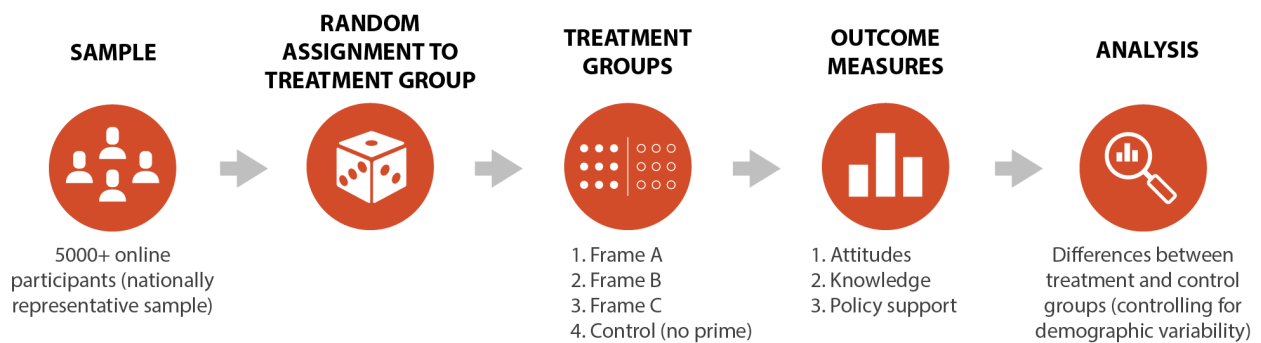 SAMPLE
5000+ online
participants (nationally
representative sample)
RANDOM
ASSIGNMENT TO
TREATMENT GROUP
TREATMENT
GROUPS
1. Frame A
2. Frame B
3. Frame C
4. Control (no prime)
OUTCOME
MEASURES
1. Attitudes
2. Knowledge
3. Policy support
ANALYSIS
Differences between
treatment and control
groups (controlling for
demographic variability)